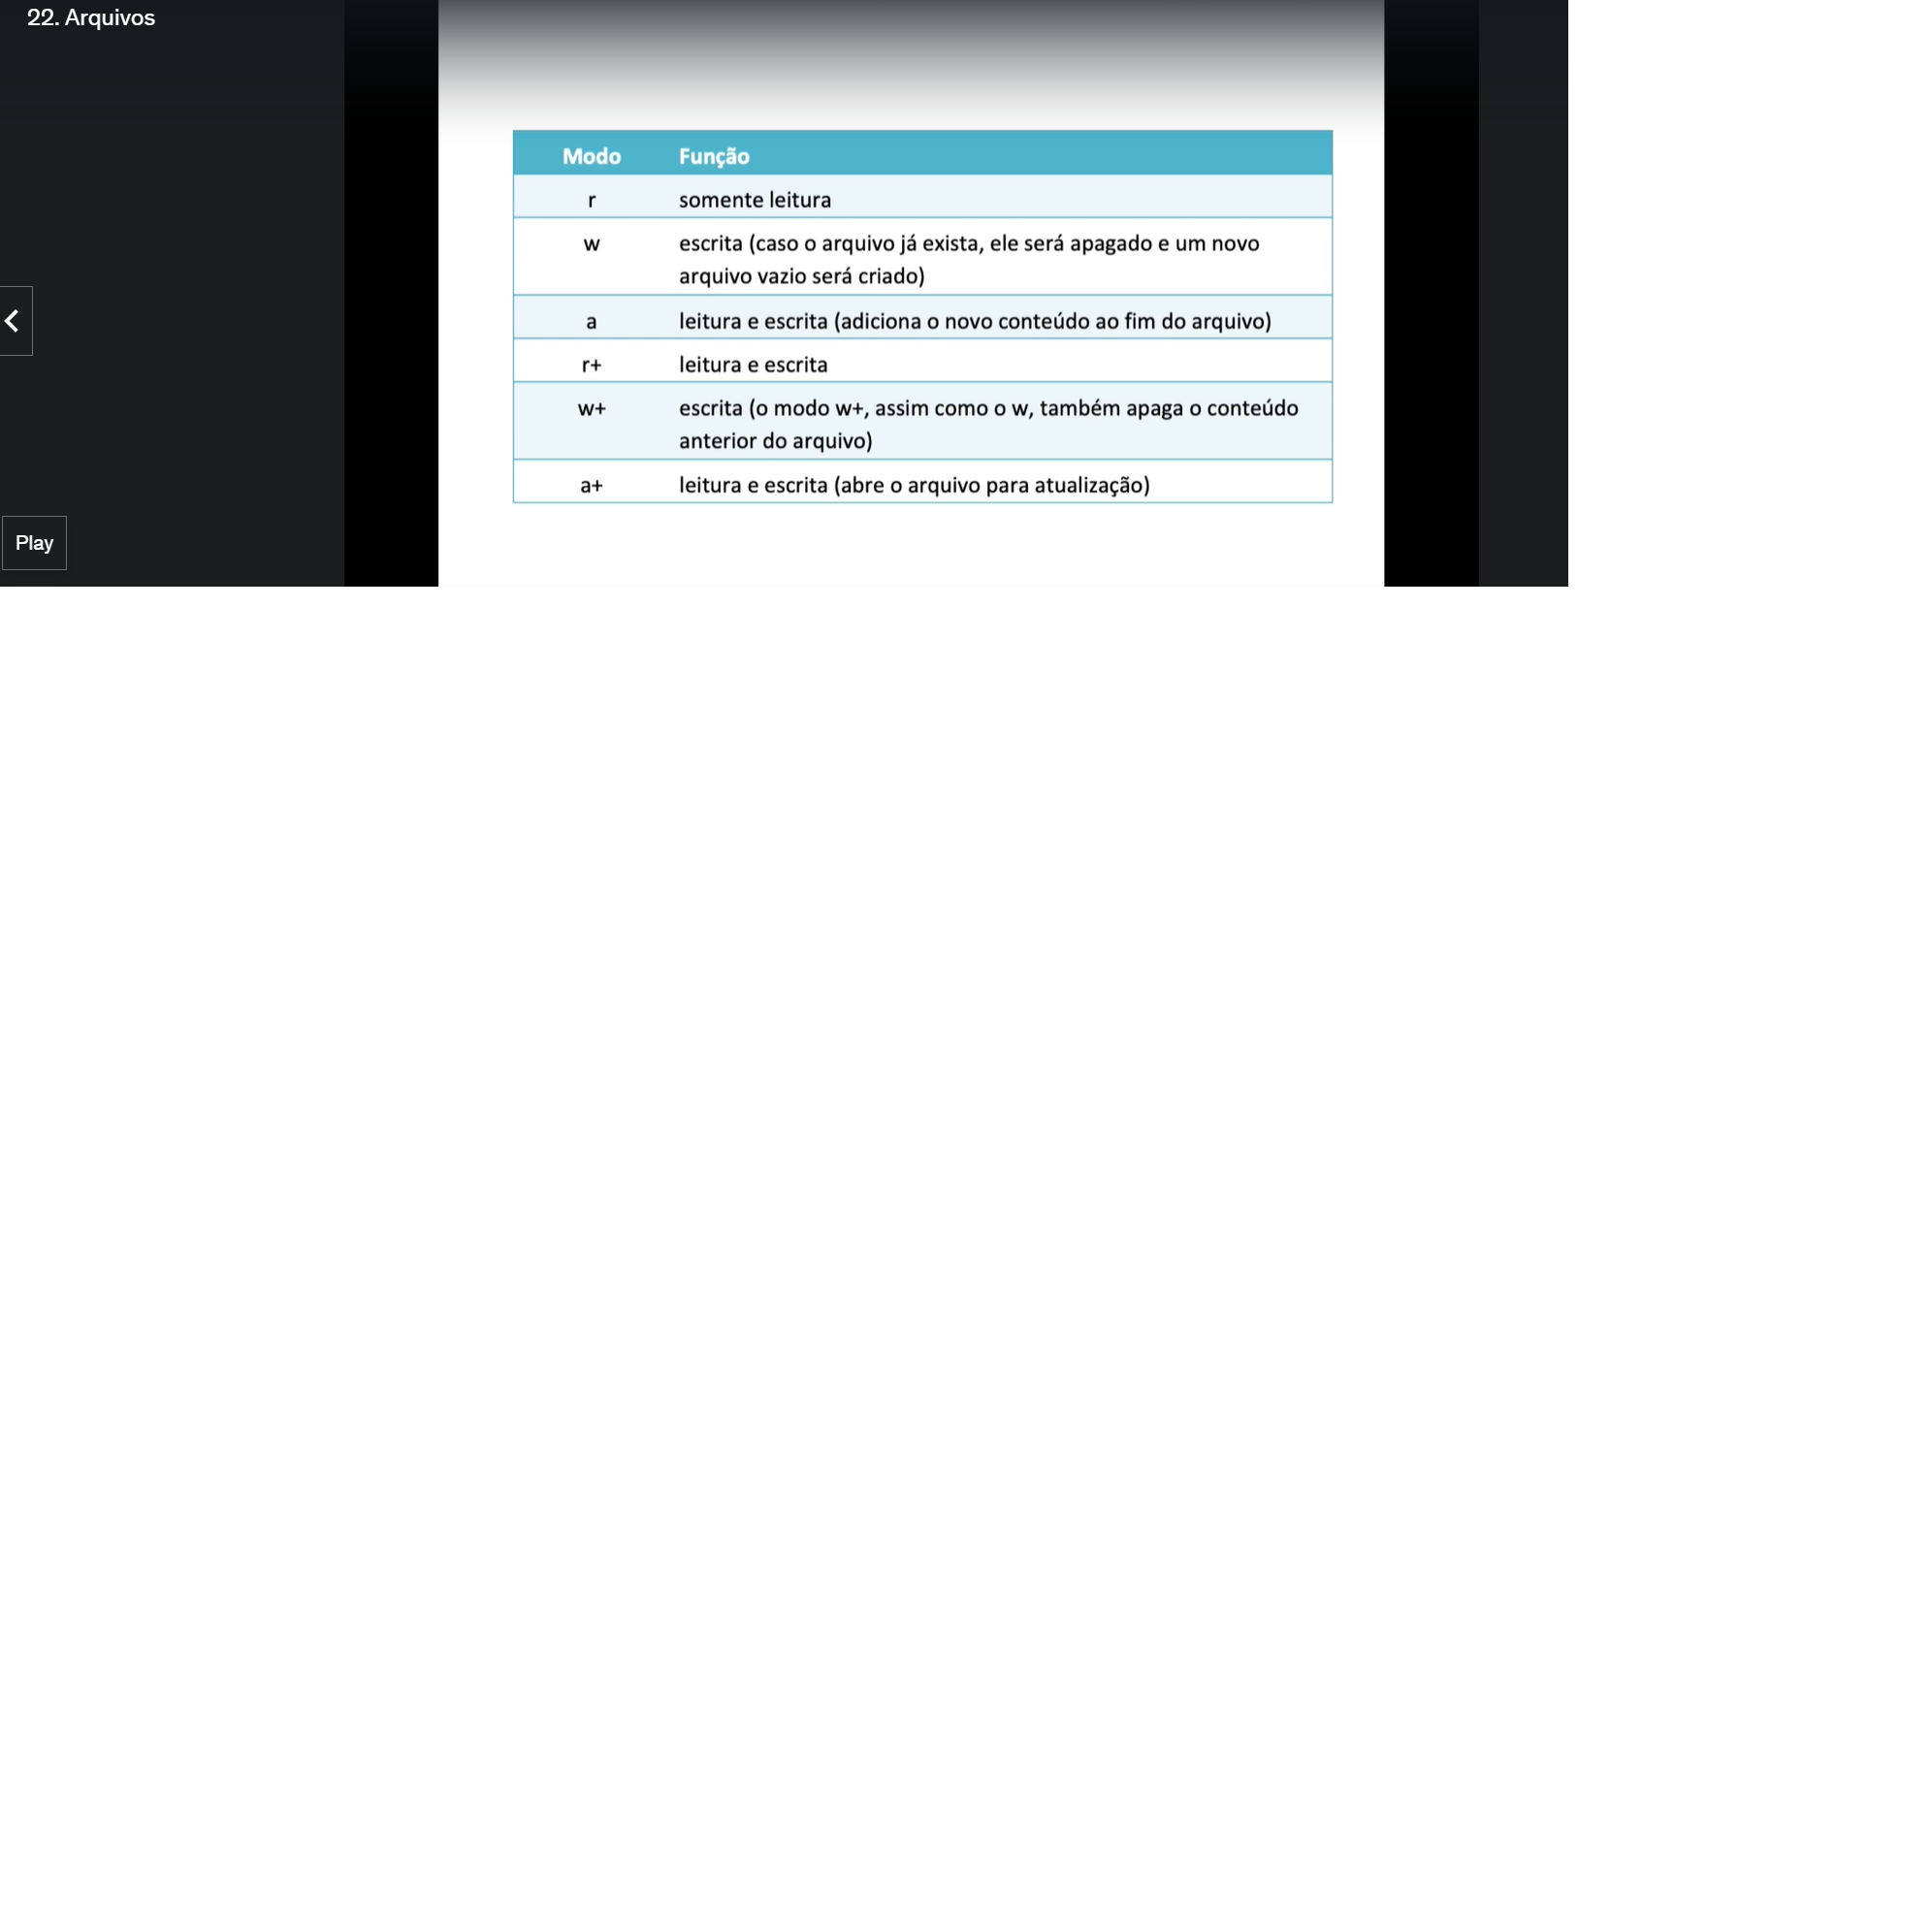 22. Arquivos
Modo Função
r somente leitura
w escrita (caso o arquivo já exista, ele será apagado e um novo
arquivo vazio será criado)
a leitura e escrita (adiciona o novo conteúdo ao fim do arquivo)
r+ leitura e escrita
w+ escrita (o modo w+, assim como o w, também apaga o conteúdo
anterior do arquivo)
a+ leitura e escrita (abre o arquivo para atualização)
Play